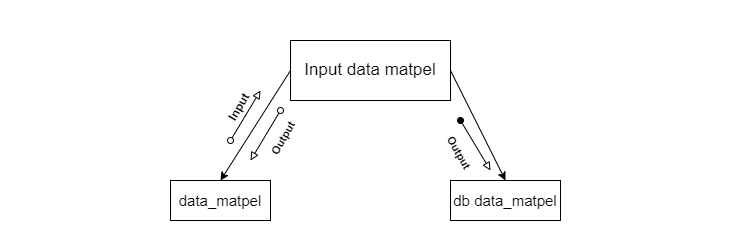 Input data matpel
Input
Output
Output
data_matpel
db data_matpel